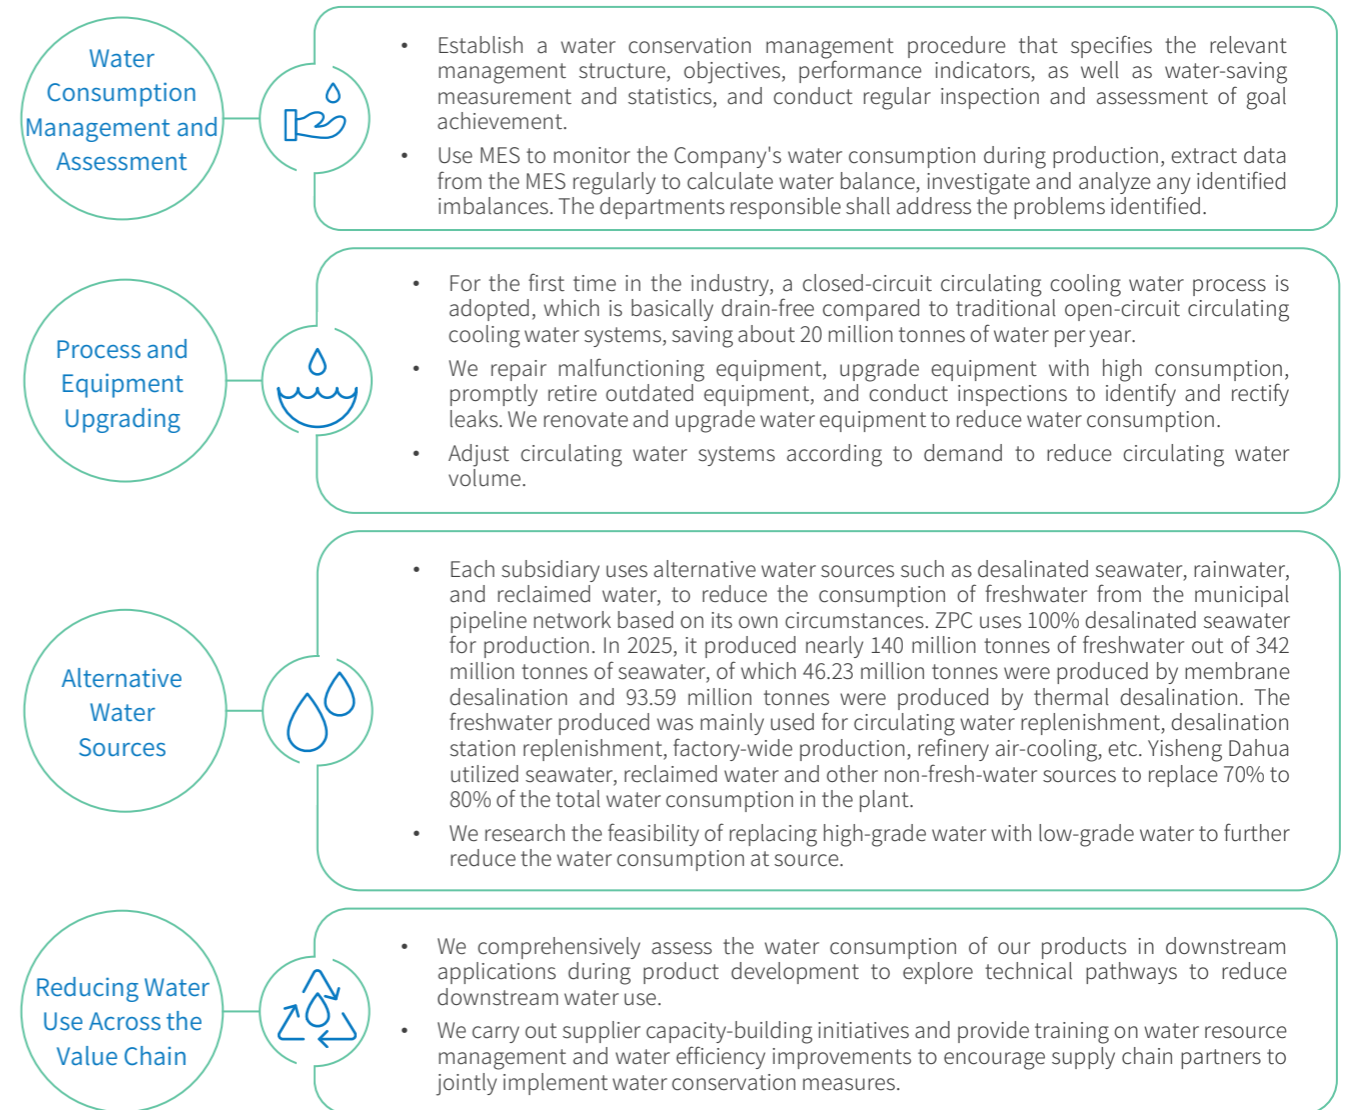 Water
Consumption
Management and
Assessment
• Establish a water conservation management procedure that specifies the relevant
management structure, objectives, performance indicators, as well as water-saving
measurement and statistics, and conduct regular inspection and assessment of goal
achievement.
• Use MES to monitor the Company's water consumption during production, extract data
from the MES regularly to calculate water balance, investigate and analyze any identified
imbalances. The departments responsible shall address the problems identified.
Process and
Equipment
Upgrading
• For the first time in the industry, a closed-circuit circulating cooling water process is
adopted, which is basically drain-free compared to traditional open-circuit circulating
cooling water systems, saving about 20 million tonnes of water per year.
• We repair malfunctioning equipment, upgrade equipment with high consumption,
promptly retire outdated equipment, and conduct inspections to identify and rectify
leaks. We renovate and upgrade water equipment to reduce water consumption.
• Adjust circulating water systems according to demand to reduce circulating water
volume.
Alternative
Water
Sources
• Each subsidiary uses alternative water sources such as desalinated seawater, rainwater,
and reclaimed water, to reduce the consumption of freshwater from the municipal
pipeline network based on its own circumstances. ZPC uses 100% desalinated seawater
for production. In 2025, it produced nearly 140 million tonnes of freshwater out of 342
million tonnes of seawater, of which 46.23 million tonnes were produced by membrane
desalination and 93.59 million tonnes were produced by thermal desalination. The
freshwater produced was mainly used for circulating water replenishment, desalination
station replenishment, factory-wide production, refinery air-cooling, etc. Yisheng Dahua
utilized seawater, reclaimed water and other non-fresh-water sources to replace 70% to
80% of the total water consumption in the plant.
• We research the feasibility of replacing high-grade water with low-grade water to further
reduce the water consumption at source.
Reducing Water
Use Across the
Value Chain
• We comprehensively assess the water consumption of our products in downstream
applications during product development to explore technical pathways to reduce
downstream water use.
• We carry out supplier capacity-building initiatives and provide training on water resource
management and water efficiency improvements to encourage supply chain partners to
jointly implement water conservation measures.